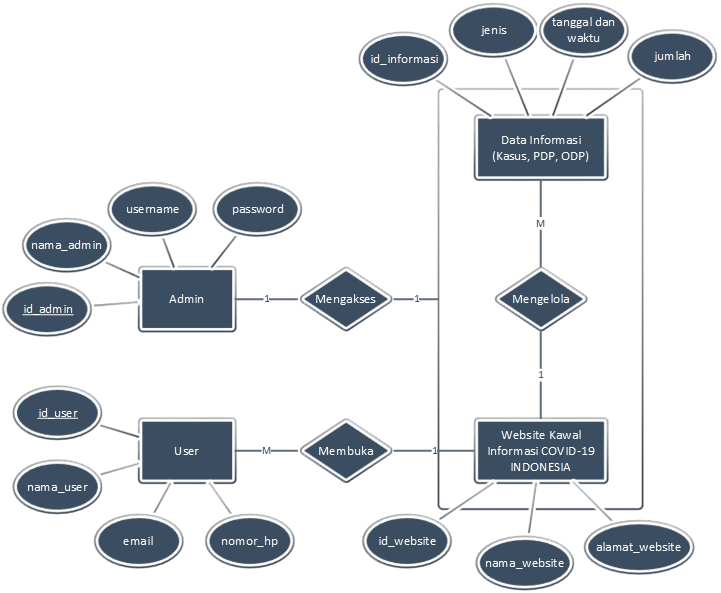 tanggal dan
waktu
jenis
id_informasi
jumlah
Data Informasi
(Kasus, PDP, ODP)
username
password
M
nama_admin
Admin
1
Mengakses
1
Mengelola
id_admin
1
id_user
User
M
Membuka
1
Website Kawal
Informasi COVID-19
INDONESIA
nama_user
email
nomor_hp
id_website
nama_website
alamat_website